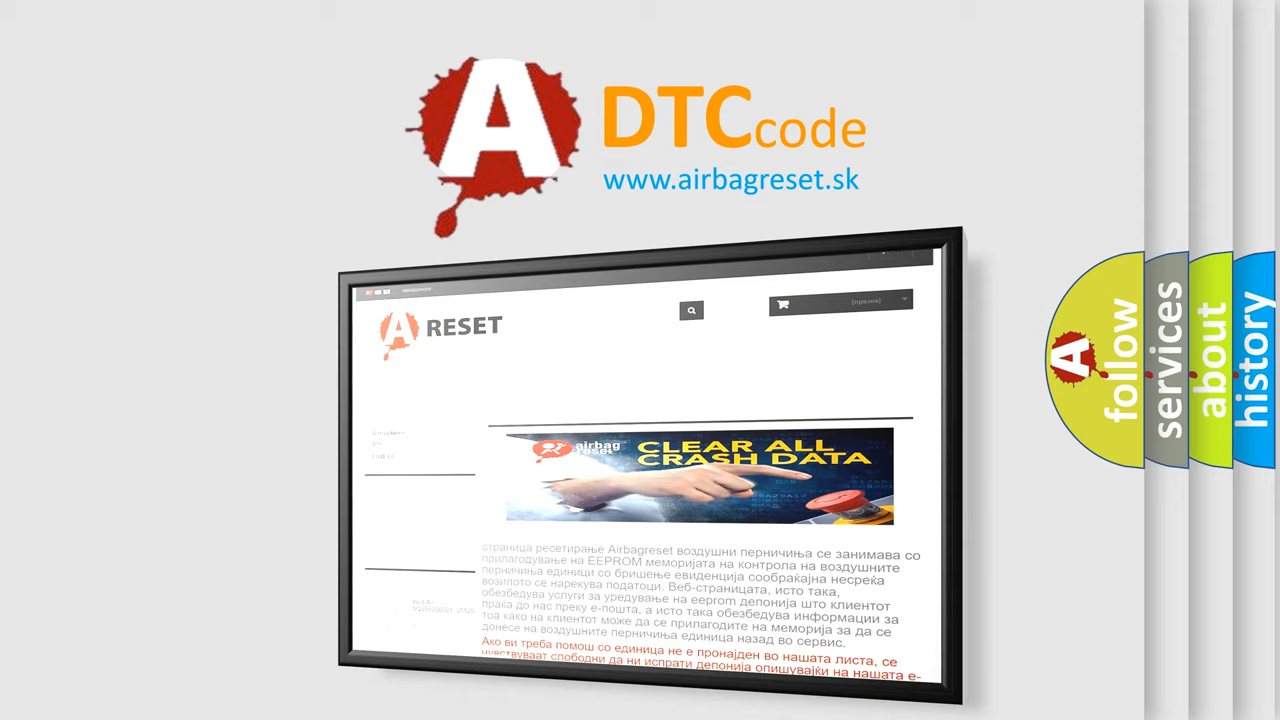 A DTC code
www.airbagreset.sk
A RESET
(празно)
airbag
reset
CLEAR ALL
CRASH DATA
страница ресетирање Airbagreset воздушни перничиња се занимава со
прилагодување на EEPROM меморијата на контрола на воздушните
перничиња единици со бришење евиденција сообраќајна несреќа
возилото се нарекува податоци. Веб-страницата, исто така,
обезбедува услуги за уредување на eeprom депонија што клиентот
праќа до нас преку е-пошта, а исто така обезбедува информации за
тоа како на клиентот може да се прилагодите на меморија за да се
донесе на воздушните перничиња единица назад во сервис.
Ако ви треба помош со единица не е пронајден во нашата листа, се
чувствуваат слободни да ни испрати депонија опишувајќи на нашата е-
A follow
services
about
history